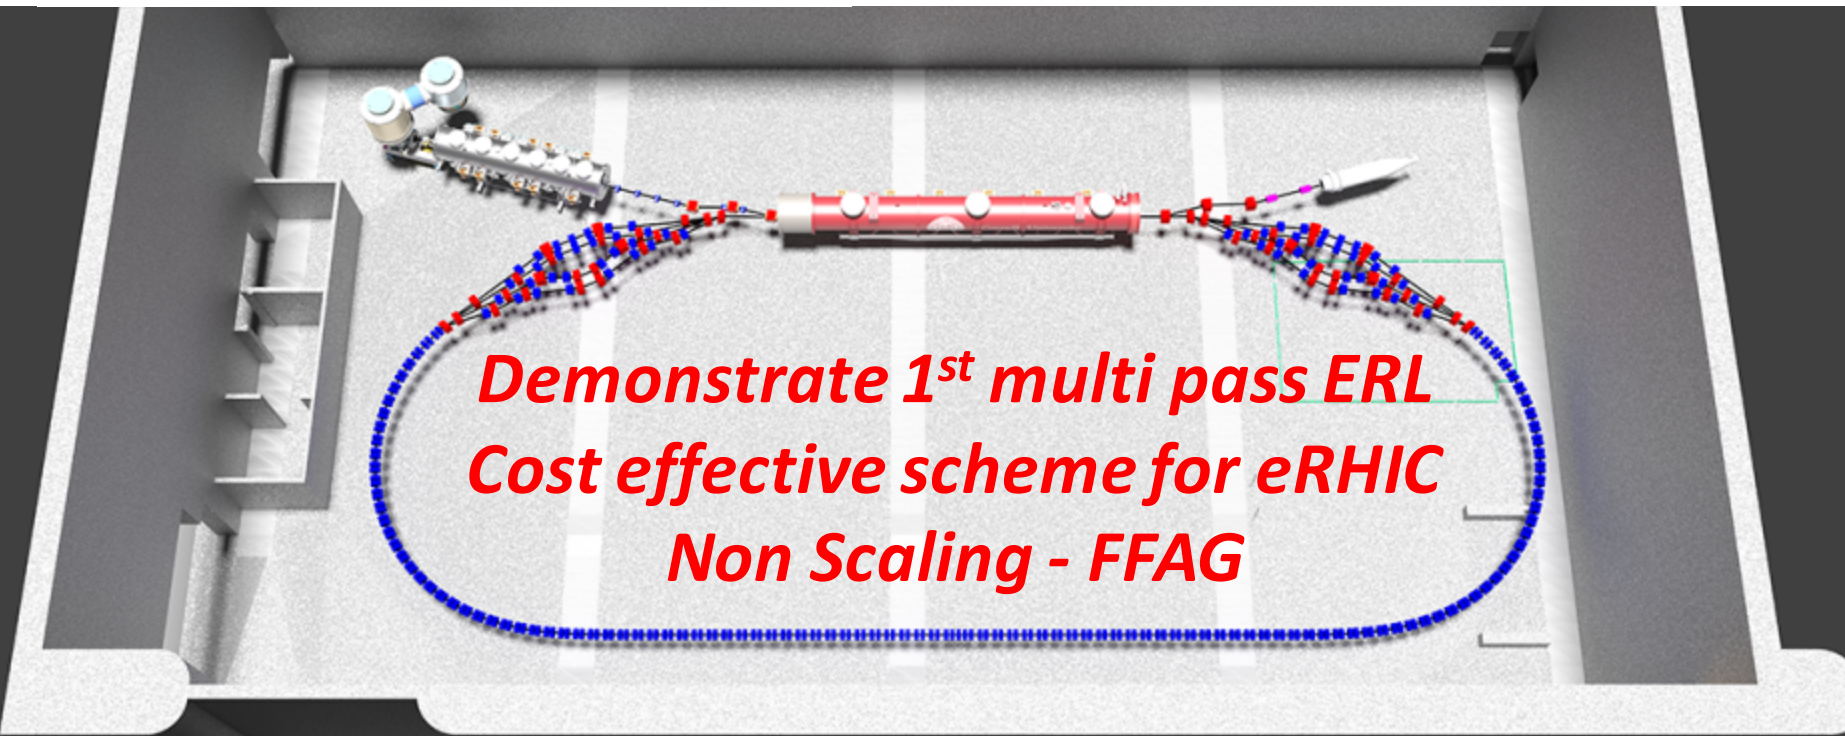 Demonstrate 1st multi pass ERL
Cost effective scheme for eRHIC
Non Scaling - FFAG